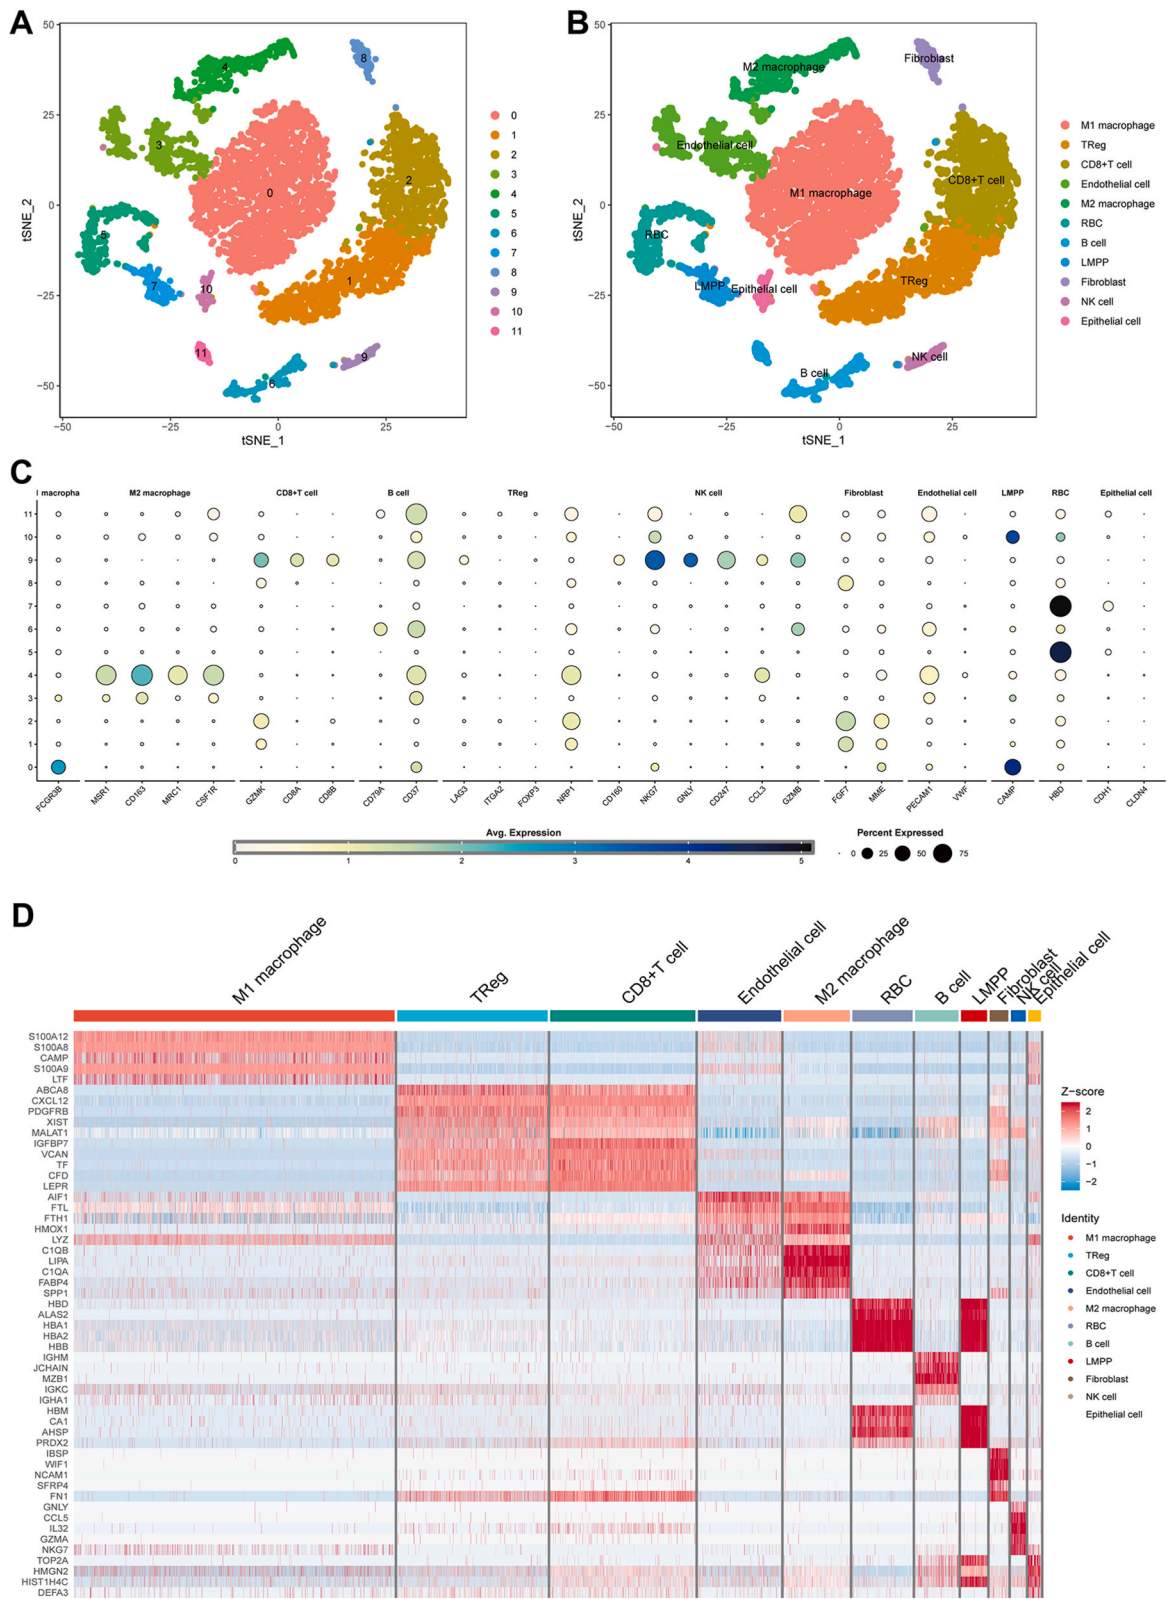 A
50
25
0
−25
−50
tSNE_2
−50
−25
0
25
tSNE_1
0
1
2
3
4
5
6
7
8
9
10
11
0
1
2
3
4
5
6
7
8
9
10
11
B
50
25
0
−25
−50
tSNE_2
−50
−25
0
25
tSNE_1
M2 macrophage
Fibroblast
Endothelial cell
CD8+T cell
M1 macrophage
RBC
TReg
LMPP
Epithelial cell
NK cell
B cell
M1 macrophage
TReg
CD8+T cell
Endothelial cell
M2 macrophage
RBC
B cell
LMPP
Fibroblast
NK cell
Epithelial cell
C
l macropha
M2 macrophage
CD8+T cell
B cell
TReg
NK cell
Fibroblast
Endothelial cell
LMPP
RBC
Epithelial cell
11
10
9
8
7
6
5
4
3
2
1
0
FCGR3B
MSR1
CD163
MRC1
CSF1R
GZMK
CD8A
CD8B
CD79A
CD37
LAG3
ITGA2
FOXP3
NRP1
CD160
NKG7
GNLY
CD247
CCL3
GZMB
FGF7
MME
PECAM1
VWF
CAMP
HBD
CDH1
CLDN4
Avg. Expression
0 1 2 3 4 5
Percent Expressed
0 25 50 75
D
M1 macrophage
TReg
CD8+T cell
Endothelial cell
M2 macrophage
RBC
B cell
LMPP
Fibroblast
NK cell
Epithelial cell
S100A12
S100A8
CAMP
S100A9
LTF
ABCA8
CXCL12
PDGFRB
XIST
MALAT1
IGFBP7
VCAN
TF
CFD
LEPR
AIF1
FTL
FTH1
HMOX1
LYZ
C1QB
LIPA
C1QA
FABP4
SPP1
HBD
ALAS2
HBA1
HBA2
HBB
IGHM
JCHAIN
MZB1
IGKC
IGHA1
HBM
CA1
AHSP
PRDX2
IBSP
WIF1
NCAM1
SFRP4
FN1
GNLY
CCL5
IL32
GZMA
NKG7
TOP2A
HMGN2
HIST1H4C
DEFA3
Z−score
2
1
0
−1
−2
Identity
M1 macrophage
TReg
CD8+T cell
Endothelial cell
M2 macrophage
RBC
B cell
LMPP
Fibroblast
NK cell
Epithelial cell